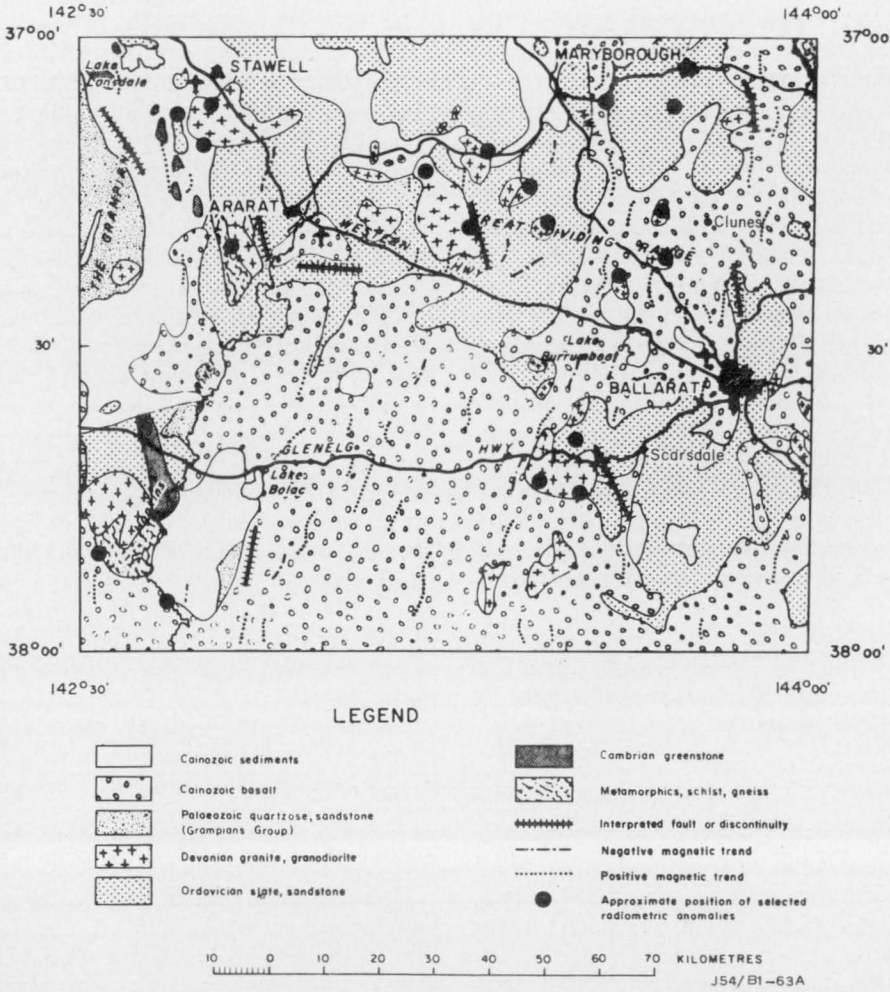 142°30' 144°00'
37°00' 37°00'
MARYBOROUGH
Lake
Lonsdale
STAWELL
HWY
THE GRAMPIANS
ARARAT
WESTERN
HWY
GREAT DIVIDING RANGE
Clunes
30' 30'
Lake
Burrumbeet
BALLARAT
GLENELG HWY
Scarsdale
Lake
Bolac
Hopkins
River
38°00' 38°00'
142°30' 144°00'
LEGEND
Cainozoic sediments
Cainozoic basalt
Palaeozoic quartzose, sandstone
(Grampians Group)
Devonian granite, granodiorite
Ordovician slate, sandstone
Cambrian greenstone
Metamorphics, schist, gneiss
Interpreted fault or discontinuity
Negative magnetic trend
Positive magnetic trend
Approximate position of selected
radiometric anomalies
10 0 10 20 30 40 50 60 70 KILOMETRES
J54/B1-63A